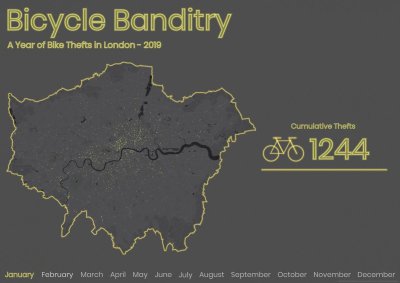 Bicycle Banditry
A Year of Bike Thefts in London - 2019
Cumulative Thefts
1244
January February March April May June July August September October November December